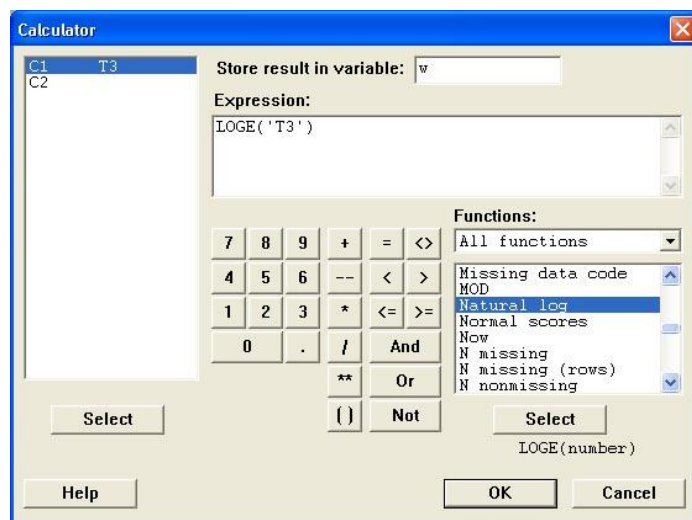 Calculator
C1 T3
C2
Store result in variable: w
Expression:
LOGE('T3')
Functions:
All functions
7 8 9 + = <>
4 5 6 -- < >
1 2 3 * <= >=
0 . / And
** Or
( ) Not
Missing data code
MOD
Natural log
Normal scores
Now
N missing
N missing (rows)
N nonmissing
Select
Select
LOGE(number)
Help
OK
Cancel